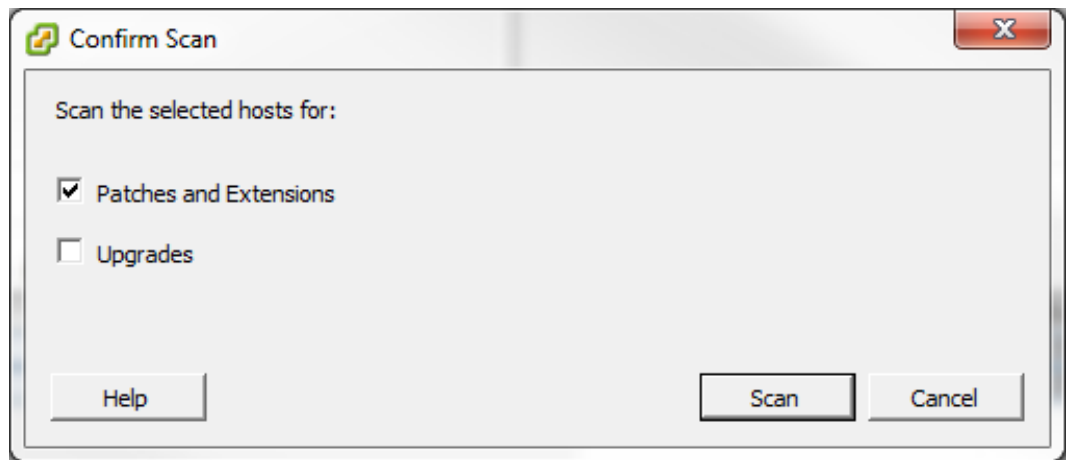 Confirm Scan
Scan the selected hosts for:
Patches and Extensions
Upgrades
Help Scan Cancel